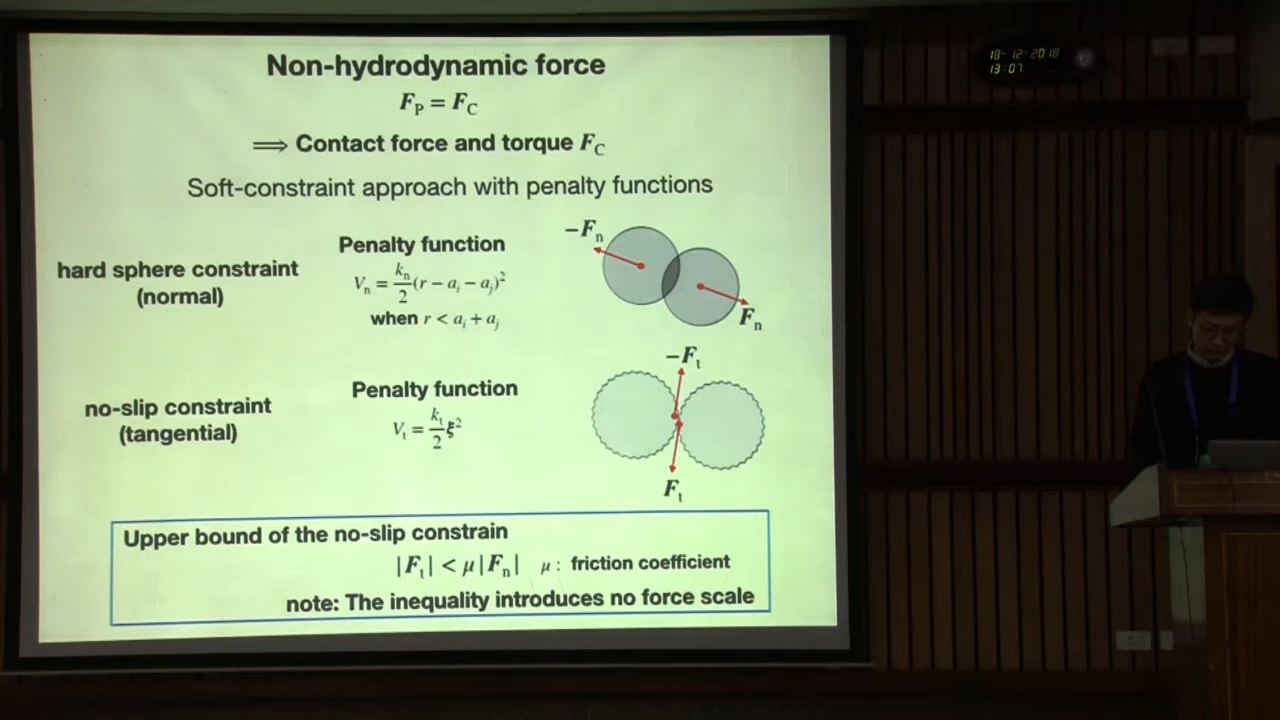 Non-hydrodynamic force
F_P = F_C
⟹ Contact force and torque F_C
Soft-constraint approach with penalty functions
hard sphere constraint
(normal)
Penalty function
V_n = k_n/2 (r − a_i − a_j)²
when r < a_i + a_j
−F_n
F_n
no-slip constraint
(tangential)
Penalty function
V_t = k_t/2 ξ²
−F_t
F_t
Upper bound of the no-slip constrain
|F_t| < μ|F_n| μ : friction coefficient
note: The inequality introduces no force scale
18-12-2018
13:07